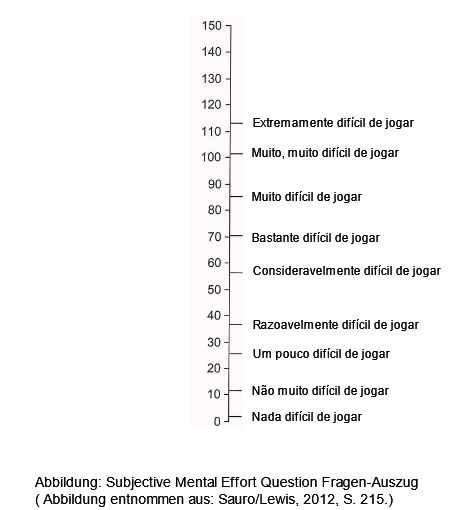 150
140
130
120
Extremamente difícil de jogar
110
Muito, muito difícil de jogar
100
90
Muito difícil de jogar
80
70
Bastante difícil de jogar
60
Consideravelmente difícil de jogar
50
40
Razoavelmente difícil de jogar
30
Um pouco difícil de jogar
20
Não muito difícil de jogar
10
Nada difícil de jogar
0
Abbildung: Subjective Mental Effort Question Fragen-Auszug
( Abbildung entnommen aus: Sauro/Lewis, 2012, S. 215.)